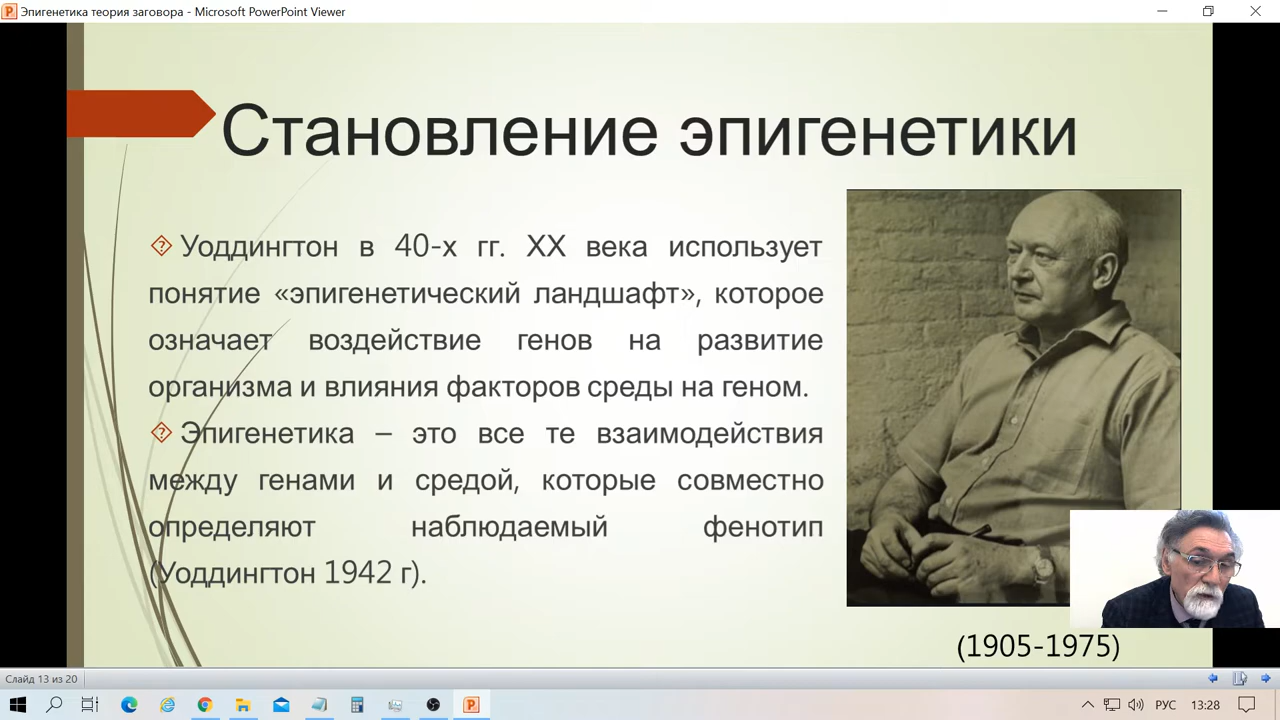 Эпигенетика теория заговора - Microsoft PowerPoint Viewer
Становление эпигенетики
Уоддингтон в 40-х гг. XX века использует
понятие «эпигенетический ландшафт», которое
означает воздействие генов на развитие
организма и влияния факторов среды на геном.
Эпигенетика – это все те взаимодействия
между генами и средой, которые совместно
определяют наблюдаемый фенотип
(Уоддингтон 1942 г).
(1905-1975)
Слайд 13 из 20
РУС 13:28